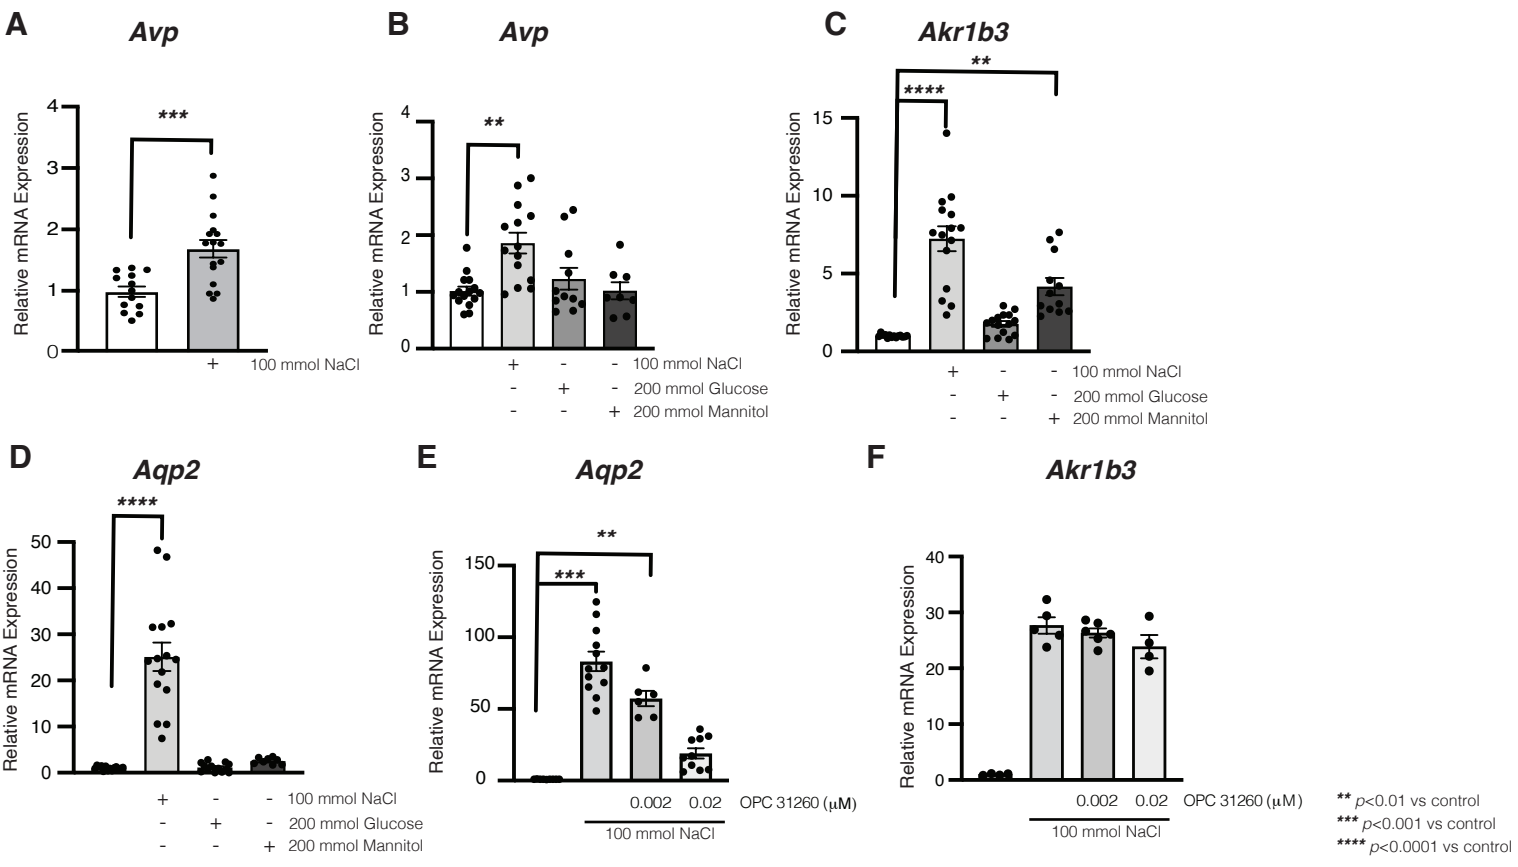 A
Avp
Relative mRNA Expression
4
3
2
1
0
***
+ 100 mmol NaCl
B
Avp
Relative mRNA Expression
4
3
2
1
0
**
+ - - 100 mmol NaCl
- + - 200 mmol Glucose
- - + 200 mmol Mannitol
C
Akr1b3
Relative mRNA Expression
15
10
5
0
**
****
+ - - 100 mmol NaCl
- + - 200 mmol Glucose
- - + 200 mmol Mannitol
D
Aqp2
Relative mRNA Expression
50
40
30
20
10
0
****
+ - - 100 mmol NaCl
- + - 200 mmol Glucose
- - + 200 mmol Mannitol
E
Aqp2
Relative mRNA Expression
150
100
50
0
**
***
0.002 0.02 OPC 31260 (μM)
100 mmol NaCl
F
Akr1b3
Relative mRNA Expression
40
30
20
10
0
0.002 0.02 OPC 31260 (μM)
100 mmol NaCl
** p<0.01 vs control
*** p<0.001 vs control
**** p<0.0001 vs control